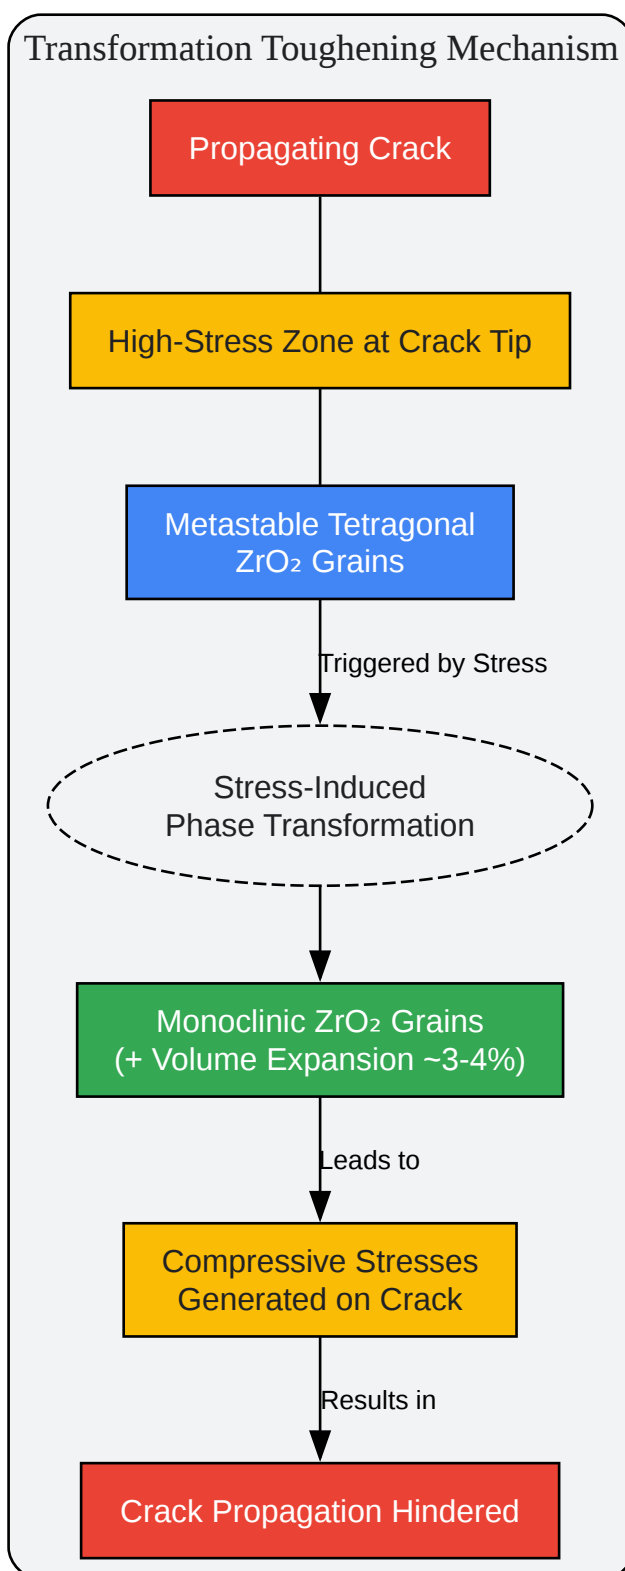 Transformation Toughening Mechanism
Propagating Crack
High-Stress Zone at Crack Tip
Metastable Tetragonal
ZrO₂ Grains
Triggered by Stress
Stress-Induced
Phase Transformation
Monoclinic ZrO₂ Grains
(+ Volume Expansion ~3-4%)
Leads to
Compressive Stresses
Generated on Crack
Results in
Crack Propagation Hindered